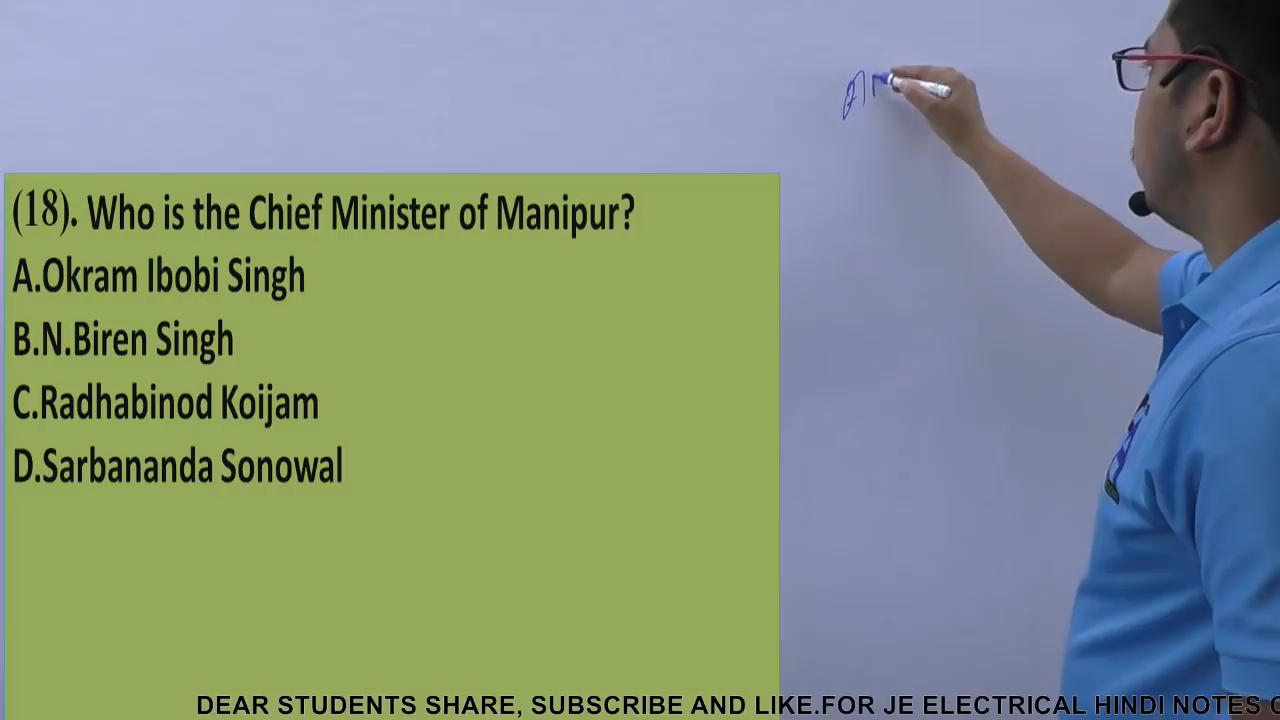 (18). Who is the Chief Minister of Manipur?
A.Okram Ibobi Singh
B.N.Biren Singh
C.Radhabinod Koijam
D.Sarbananda Sonowal
DEAR STUDENTS SHARE, SUBSCRIBE AND LIKE.FOR JE ELECTRICAL HINDI NOTES